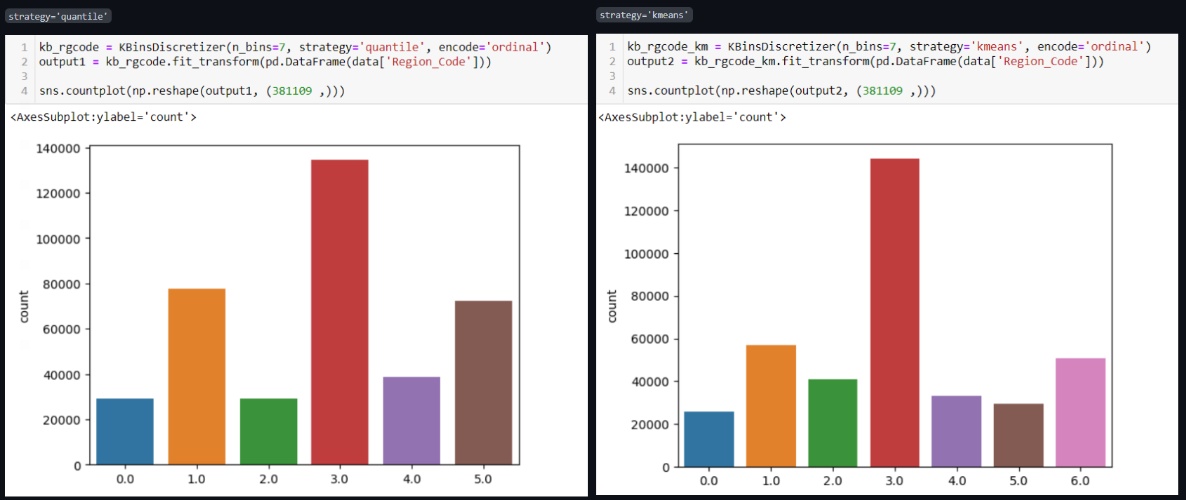 strategy='quantile'
1 kb_rgcode = KBinsDiscretizer(n_bins=7, strategy='quantile', encode='ordinal')
2 output1 = kb_rgcode.fit_transform(pd.DataFrame(data['Region_Code']))
3
4 sns.countplot(np.reshape(output1, (381109 ,)))
<AxesSubplot:ylabel='count'>
140000
120000
100000
80000
60000
40000
20000
0
count
0.0 1.0 2.0 3.0 4.0 5.0
strategy='kmeans'
1 kb_rgcode_km = KBinsDiscretizer(n_bins=7, strategy='kmeans', encode='ordinal')
2 output2 = kb_rgcode_km.fit_transform(pd.DataFrame(data['Region_Code']))
3
4 sns.countplot(np.reshape(output2, (381109 ,)))
<AxesSubplot:ylabel='count'>
140000
120000
100000
80000
60000
40000
20000
0
count
0.0 1.0 2.0 3.0 4.0 5.0 6.0